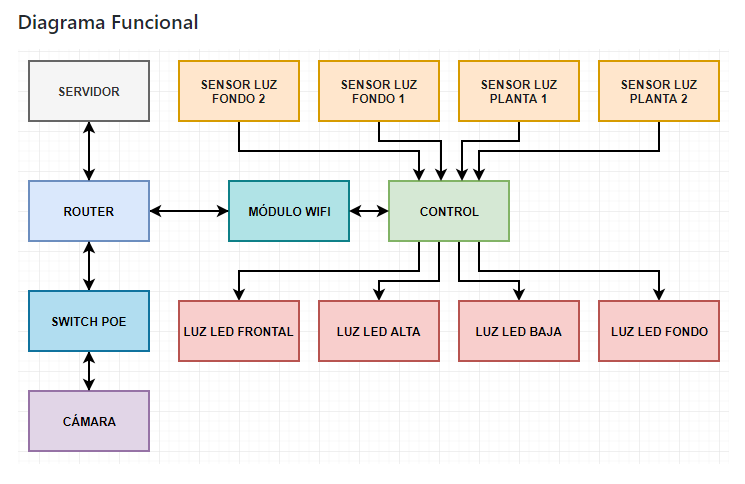 Diagrama Funcional
SERVIDOR
SENSOR LUZ
FONDO 2
SENSOR LUZ
FONDO 1
SENSOR LUZ
PLANTA 1
SENSOR LUZ
PLANTA 2
ROUTER
MÓDULO WIFI
CONTROL
SWITCH POE
LUZ LED FRONTAL
LUZ LED ALTA
LUZ LED BAJA
LUZ LED FONDO
CÁMARA